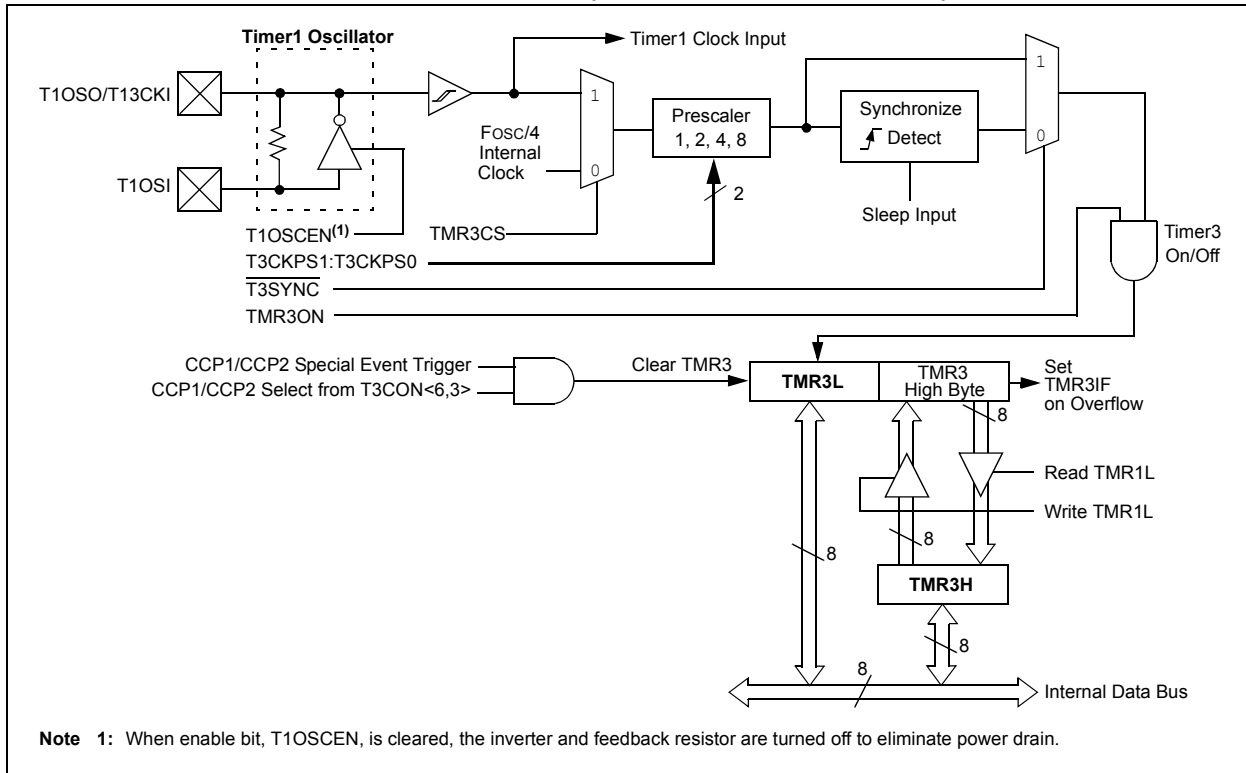 Timer1 Oscillator
Timer1 Clock Input
T1OSO/T13CKI
1
1
Prescaler
1, 2, 4, 8
Synchronize
Detect
FOSC/4
Internal
Clock
0
0
T1OSI
2
Sleep Input
T1OSCEN(1)
TMR3CS
Timer3
On/Off
T3CKPS1:T3CKPS0
T3SYNC
TMR3ON
CCP1/CCP2 Special Event Trigger
CCP1/CCP2 Select from T3CON<6,3>
Clear TMR3
TMR3L
TMR3
High Byte
Set
TMR3IF
on Overflow
8
Read TMR1L
Write TMR1L
8
8
TMR3H
8
8
Internal Data Bus
Note 1: When enable bit, T1OSCEN, is cleared, the inverter and feedback resistor are turned off to eliminate power drain.